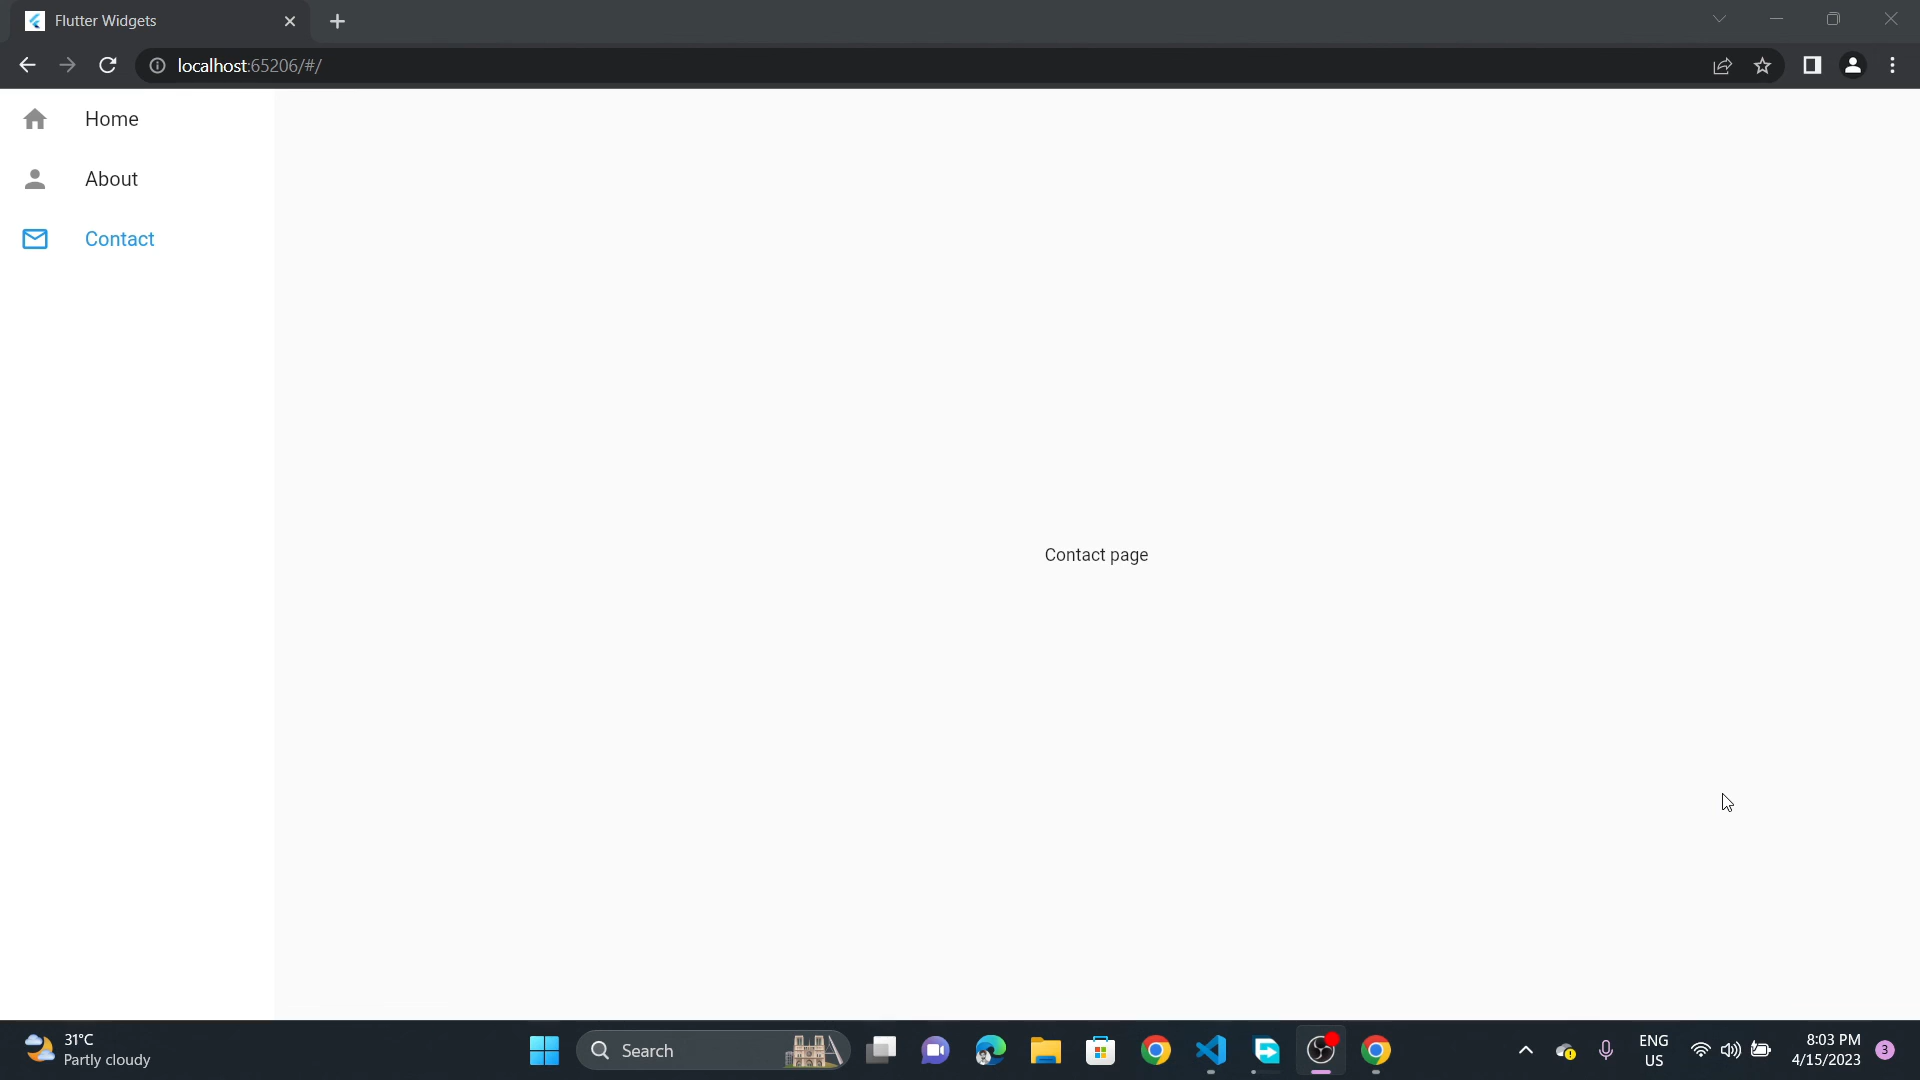 Flutter Widgets
localhost:65206/#/
Home
About
Contact
Contact page
31°C
Partly cloudy
Search
ENG
US
8:03 PM
4/15/2023
3